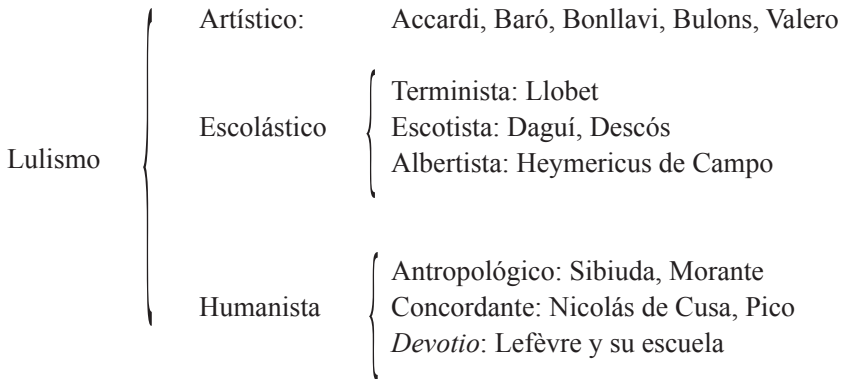 Artístico: Accardi, Baró, Bonllavi, Bulons, Valero
Terminista: Llobet
Escolástico Escotista: Daguí, Descós
Lulismo
Albertista: Heymericus de Campo
Antropológico: Sibiuda, Morante
Humanista Concordante: Nicolás de Cusa, Pico
Devotio: Lefèvre y su escuela